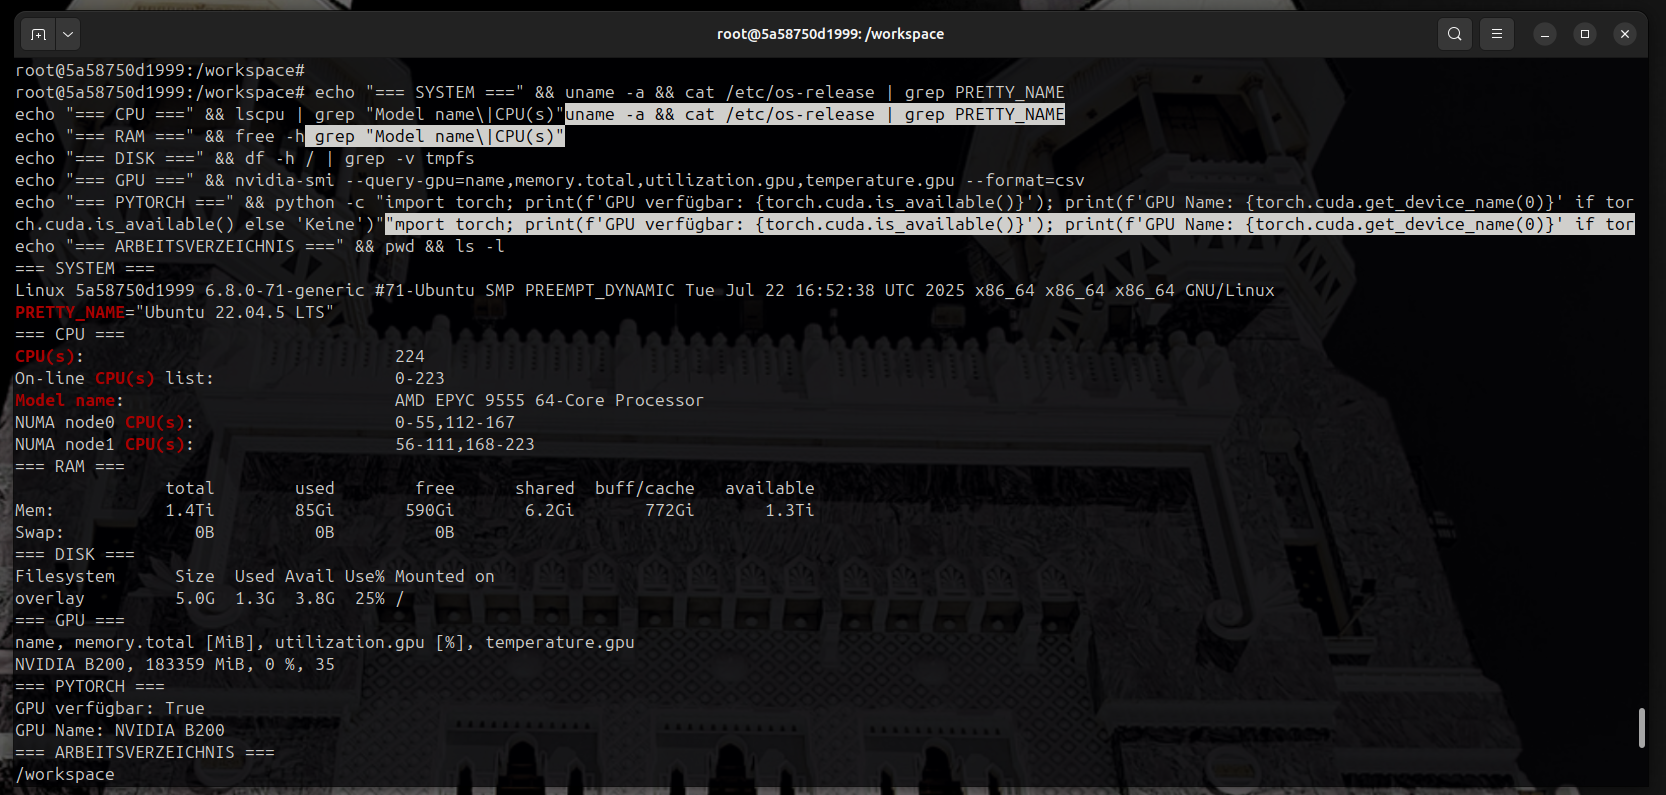 root@5a58750d1999: /workspace
root@5a58750d1999:/workspace#
root@5a58750d1999:/workspace# echo "=== SYSTEM ===" && uname -a && cat /etc/os-release | grep PRETTY_NAME
echo "=== CPU ===" && lscpu | grep "Model name\|CPU(s)"uname -a && cat /etc/os-release | grep PRETTY_NAME
echo "=== RAM ===" && free -h grep "Model name\|CPU(s)"
echo "=== DISK ===" && df -h / | grep -v tmpfs
echo "=== GPU ===" && nvidia-smi --query-gpu=name,memory.total,utilization.gpu,temperature.gpu --format=csv
echo "=== PYTORCH ===" && python -c "import torch; print(f'GPU verfügbar: {torch.cuda.is_available()}'); print(f'GPU Name: {torch.cuda.get_device_name(0)}' if tor
ch.cuda.is_available() else 'Keine')""mport torch; print(f'GPU verfügbar: {torch.cuda.is_available()}'); print(f'GPU Name: {torch.cuda.get_device_name(0)}' if tor
echo "=== ARBEITSVERZEICHNIS ===" && pwd && ls -l
=== SYSTEM ===
Linux 5a58750d1999 6.8.0-71-generic #71-Ubuntu SMP PREEMPT_DYNAMIC Tue Jul 22 16:52:38 UTC 2025 x86_64 x86_64 x86_64 GNU/Linux
PRETTY_NAME="Ubuntu 22.04.5 LTS"
=== CPU ===
CPU(s): 224
On-line CPU(s) list: 0-223
Model name: AMD EPYC 9555 64-Core Processor
NUMA node0 CPU(s): 0-55,112-167
NUMA node1 CPU(s): 56-111,168-223
=== RAM ===
total used free shared buff/cache available
Mem: 1.4Ti 85Gi 590Gi 6.2Gi 772Gi 1.3Ti
Swap: 0B 0B 0B
=== DISK ===
Filesystem Size Used Avail Use% Mounted on
overlay 5.0G 1.3G 3.8G 25% /
=== GPU ===
name, memory.total [MiB], utilization.gpu [%], temperature.gpu
NVIDIA B200, 183359 MiB, 0 %, 35
=== PYTORCH ===
GPU verfügbar: True
GPU Name: NVIDIA B200
=== ARBEITSVERZEICHNIS ===
/workspace